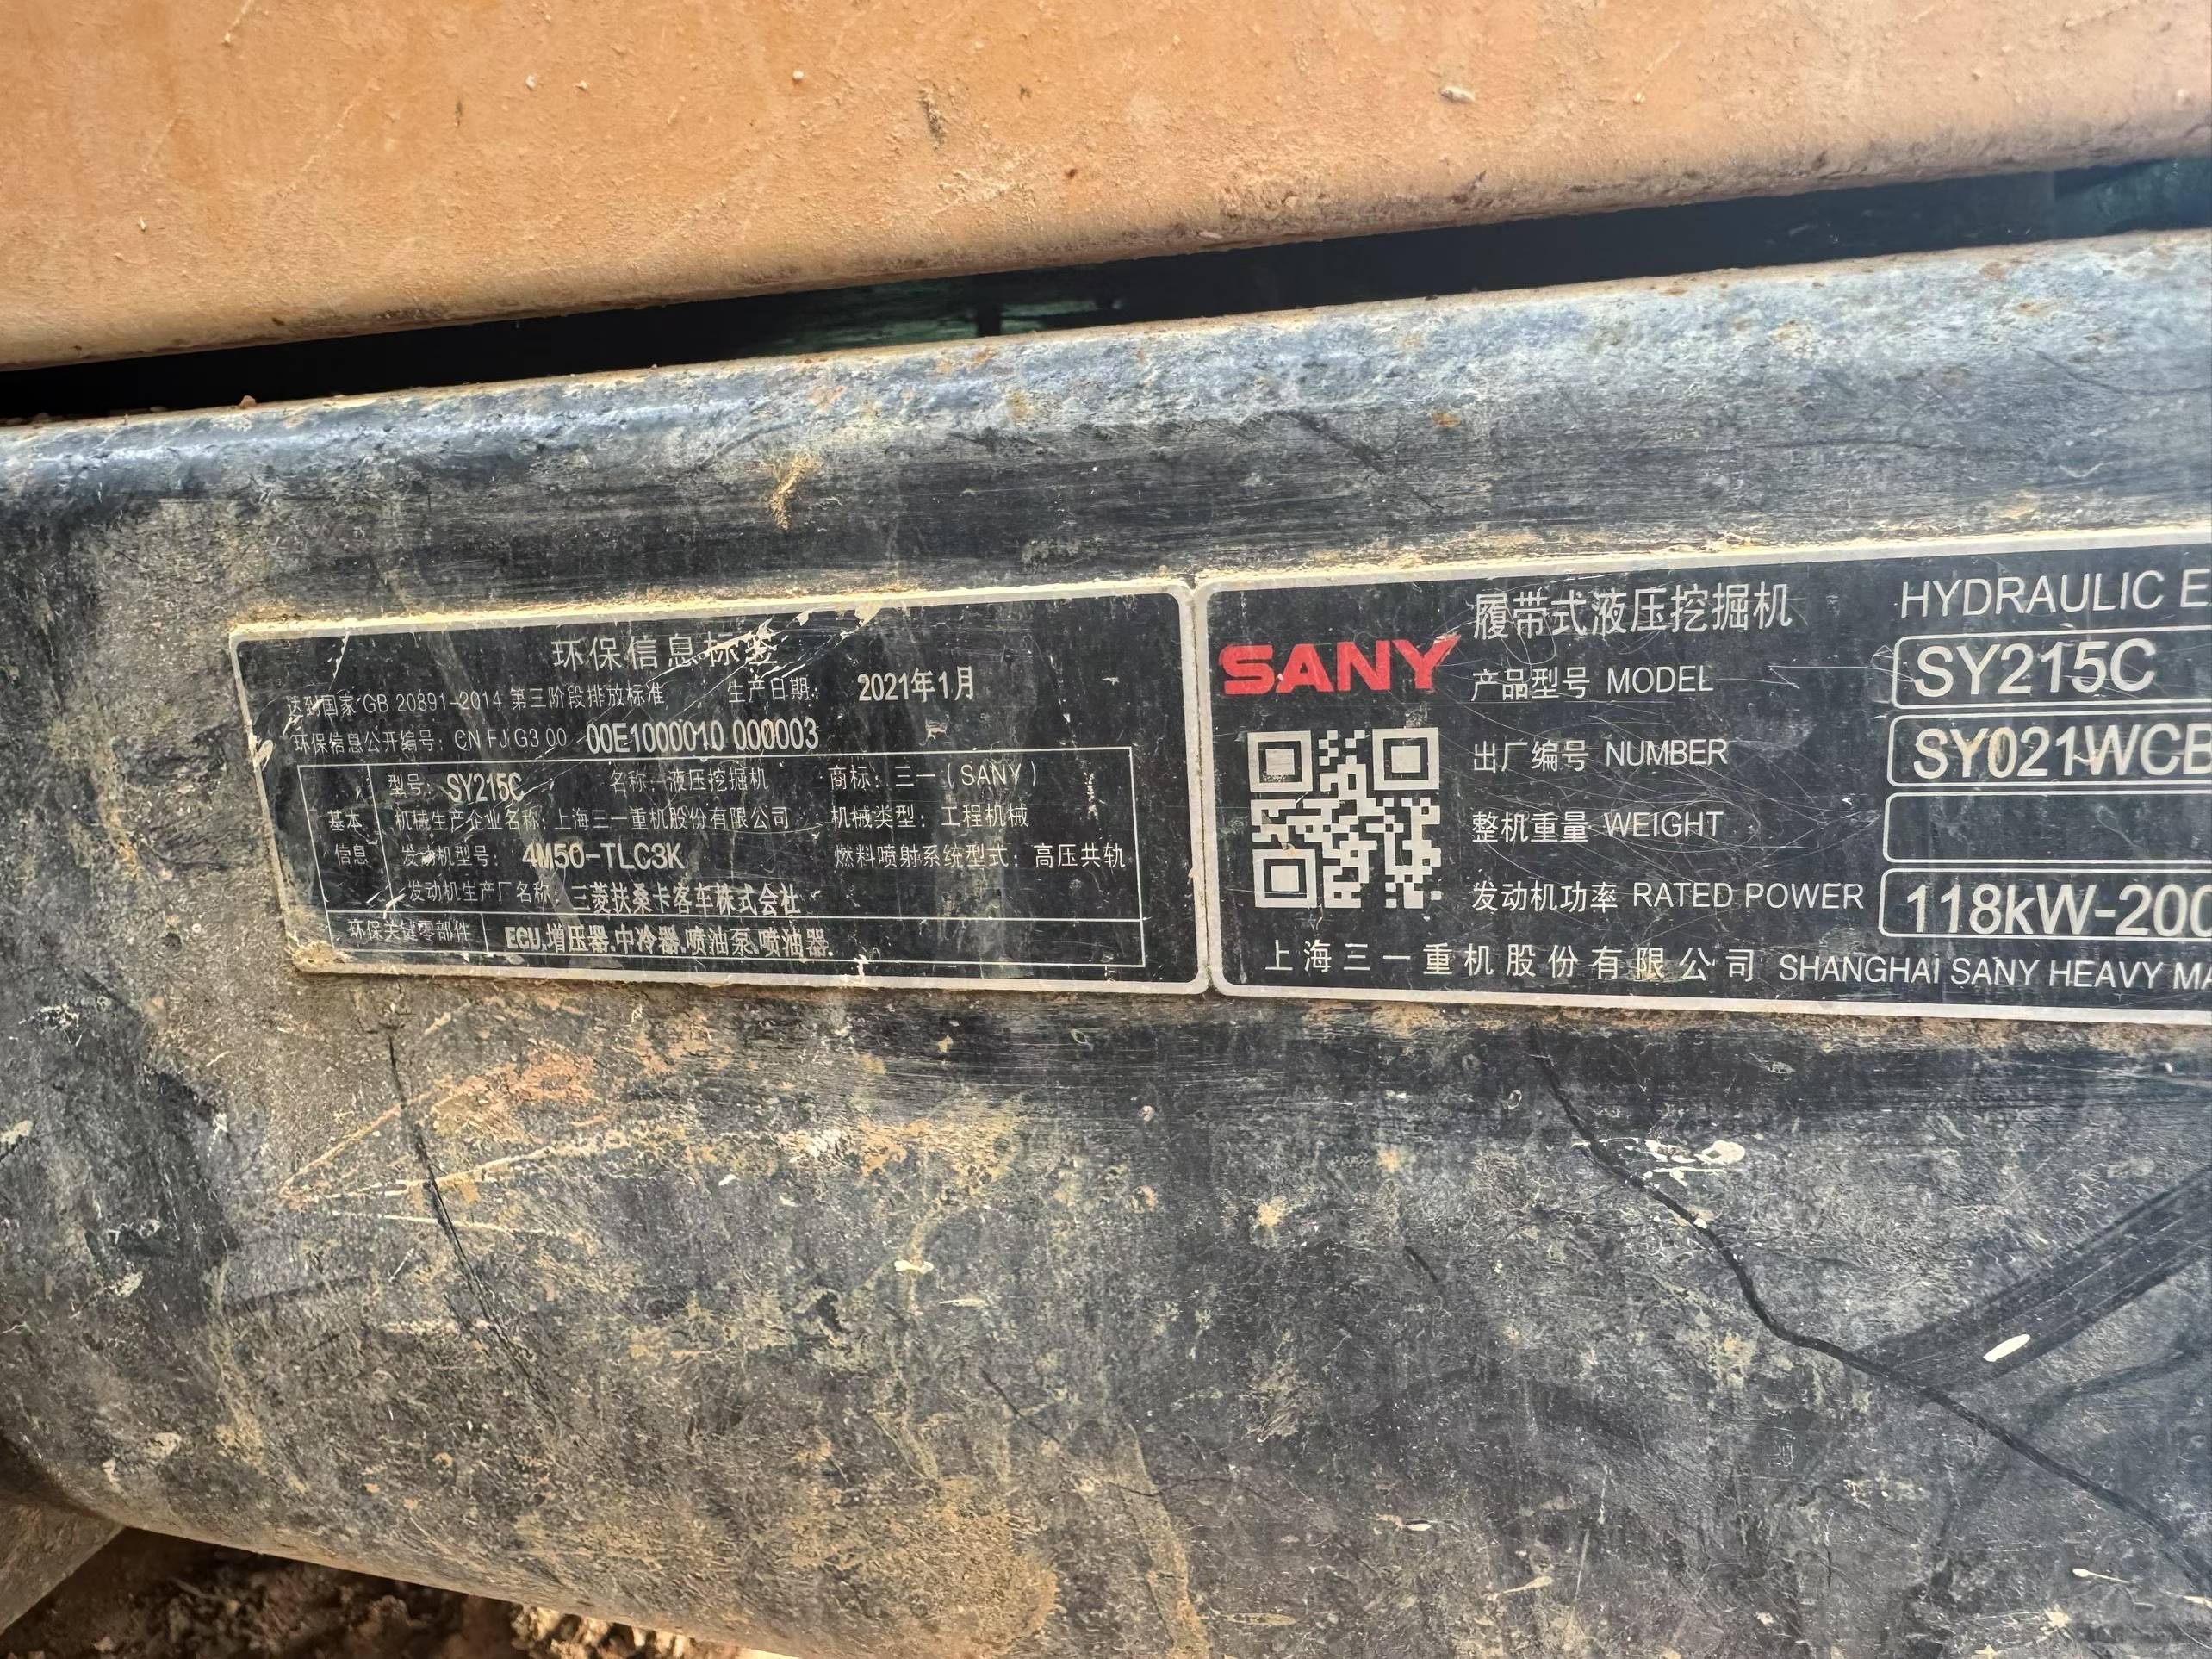 环保信息标签
达到国家 GB 20891-2014 第三阶段排放标准 生产日期: 2021年1月
环保信息公开编号: CN FJ G3 00 00E1000010 000003
基本信息
型号: SY215C 名称: 液压挖掘机 商标: 三一(SANY)
机械生产企业名称: 上海三一重机股份有限公司 机械类型: 工程机械
发动机型号: 4M50-TLC3K 燃料喷射系统型式: 高压共轨
发动机生产厂名称: 三菱扶桑卡客车株式会社
环保关键零部件 ECU.增压器.中冷器.喷油泵.喷油器.
SANY
履带式液压挖掘机 HYDRAULIC E
产品型号 MODEL SY215C
出厂编号 NUMBER SY021WCB
整机重量 WEIGHT
发动机功率 RATED POWER 118kW-200
上海三一重机股份有限公司 SHANGHAI SANY HEAVY MA